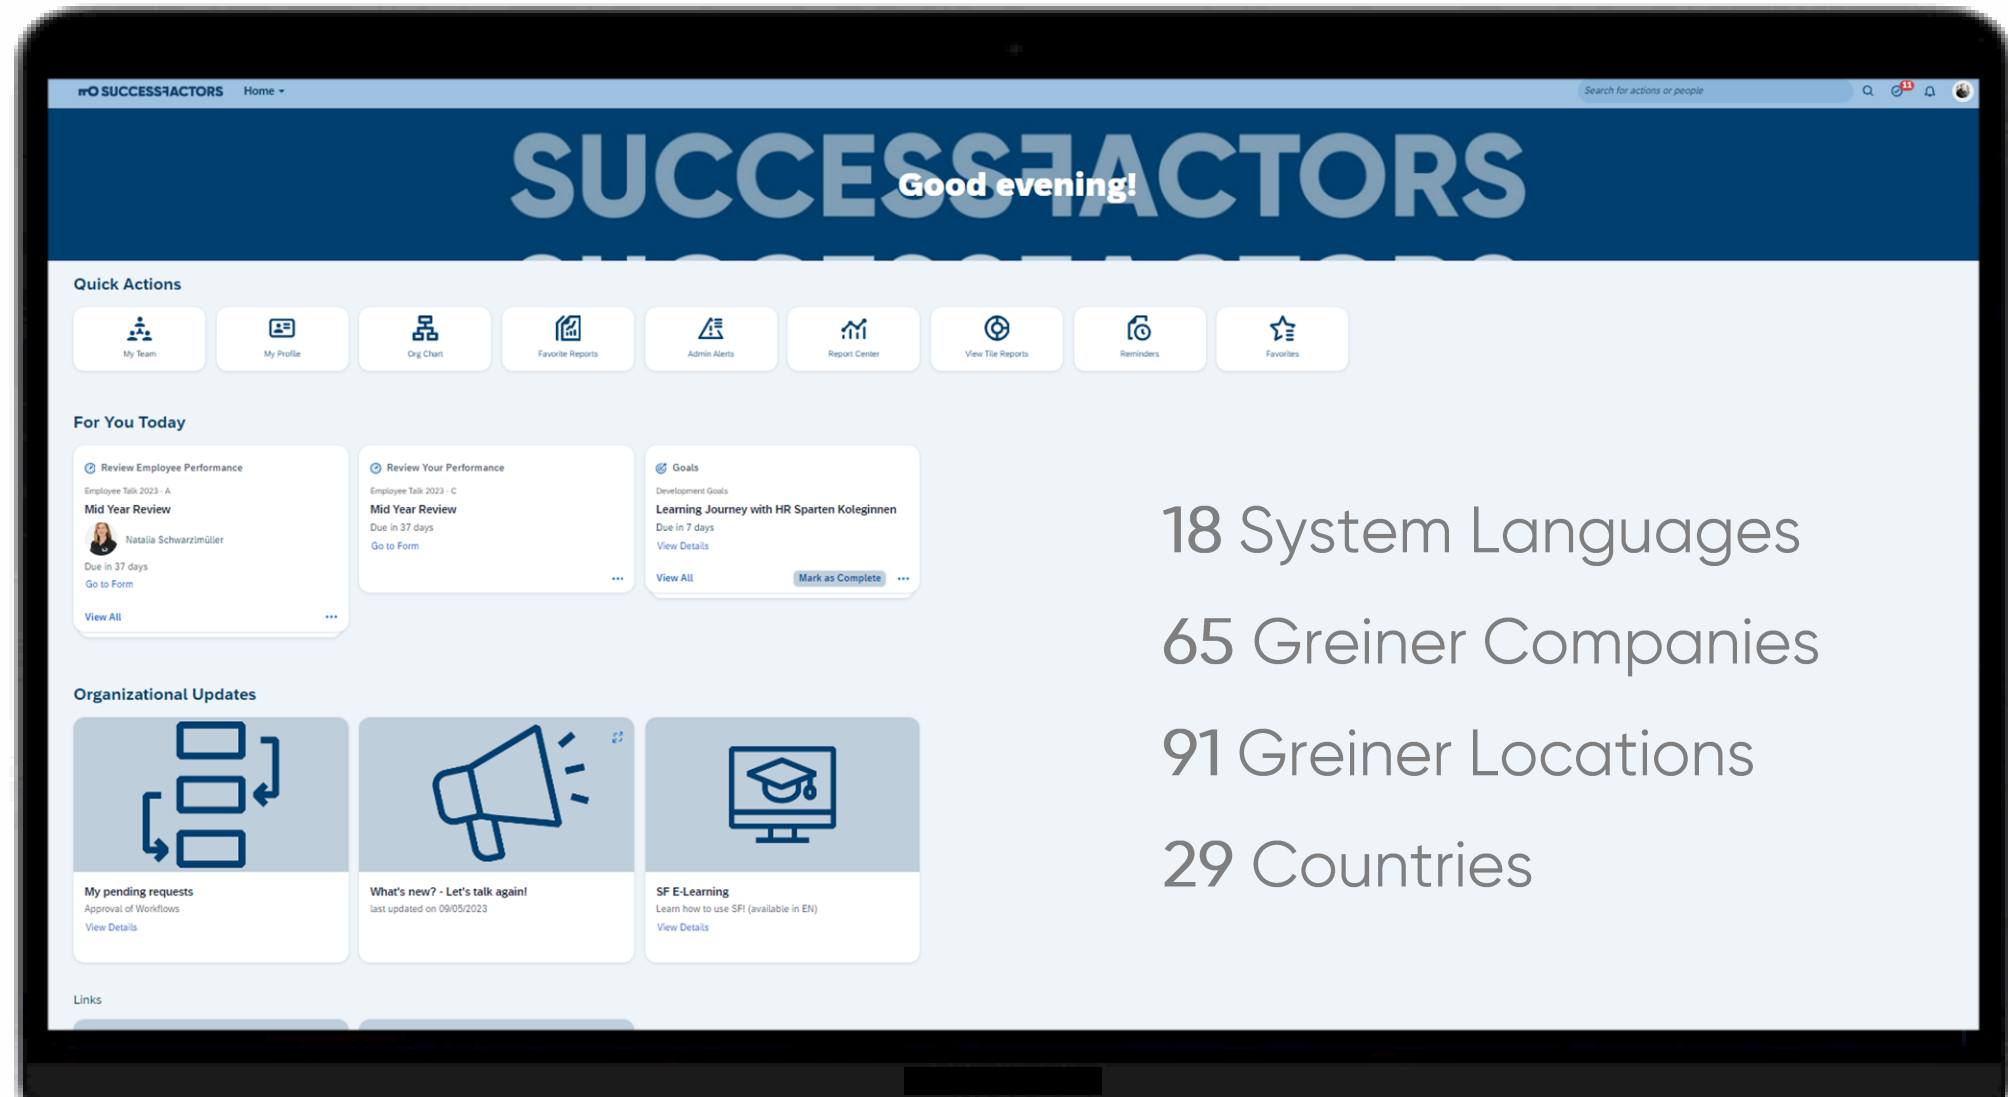 SUCCESSFACTORS
Home
Search for actions or people
11
SUCCESSFACTORS
Good evening!
SUCCESSFACTORS
Quick Actions
My Team
My Profile
Org Chart
Favorite Reports
Admin Alerts
Report Center
View Tile Reports
Reminders
Favorites
For You Today
Review Employee Performance
Employee Talk 2023 - A
Mid Year Review
Natalia Schwarzlmüller
Due in 37 days
Go to Form
View All
Review Your Performance
Employee Talk 2023 - C
Mid Year Review
Due in 37 days
Go to Form
Goals
Development Goals
Learning Journey with HR Sparten Koleginnen
Due in 7 days
View Details
View All
Mark as Complete
18 System Languages
65 Greiner Companies
91 Greiner Locations
29 Countries
Organizational Updates
My pending requests
Approval of Workflows
View Details
What's new? - Let's talk again!
last updated on 09/05/2023
SF E-Learning
Learn how to use SF! (available in EN)
View Details
Links